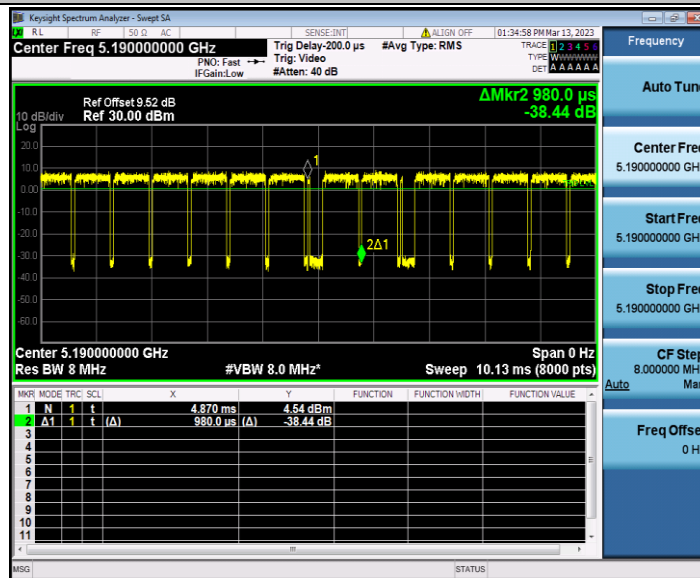 Keysight Spectrum Analyzer - Swept SA
RL RF 50 Ω AC SENSE:INT ALIGN OFF 01:34:58 PM Mar 13, 2023
Center Freq 5.190000000 GHz
PNO: Fast
IFGain:Low
Trig Delay-200.0 µs
Trig: Video
#Atten: 40 dB
#Avg Type: RMS
TRACE 1 2 3 4 5 6
TYPE WWWWWW
DET A A A A A A
Frequency
ΔMkr2 980.0 µs
-38.44 dB
Ref Offset 9.52 dB
10 dB/div Ref 30.00 dBm
Log
20.0
10.0
0.00
-10.0
-20.0
-30.0
-40.0
-50.0
-60.0
1
2Δ1
Center 5.190000000 GHz Span 0 Hz
Res BW 8 MHz #VBW 8.0 MHz* Sweep 10.13 ms (8000 pts)
MKR MODE TRC SCL X Y FUNCTION FUNCTION WIDTH FUNCTION VALUE
1 N 1 t 4.870 ms 4.54 dBm
2 Δ1 1 t (Δ) 980.0 µs (Δ) -38.44 dB
3
4
5
6
7
8
9
10
11
Auto Tun
Center Fre
5.190000000 GH
Start Fre
5.190000000 GH
Stop Fre
5.190000000 GH
CF Ste
8.000000 MH
Auto Ma
Freq Offse
0 H
MSG STATUS